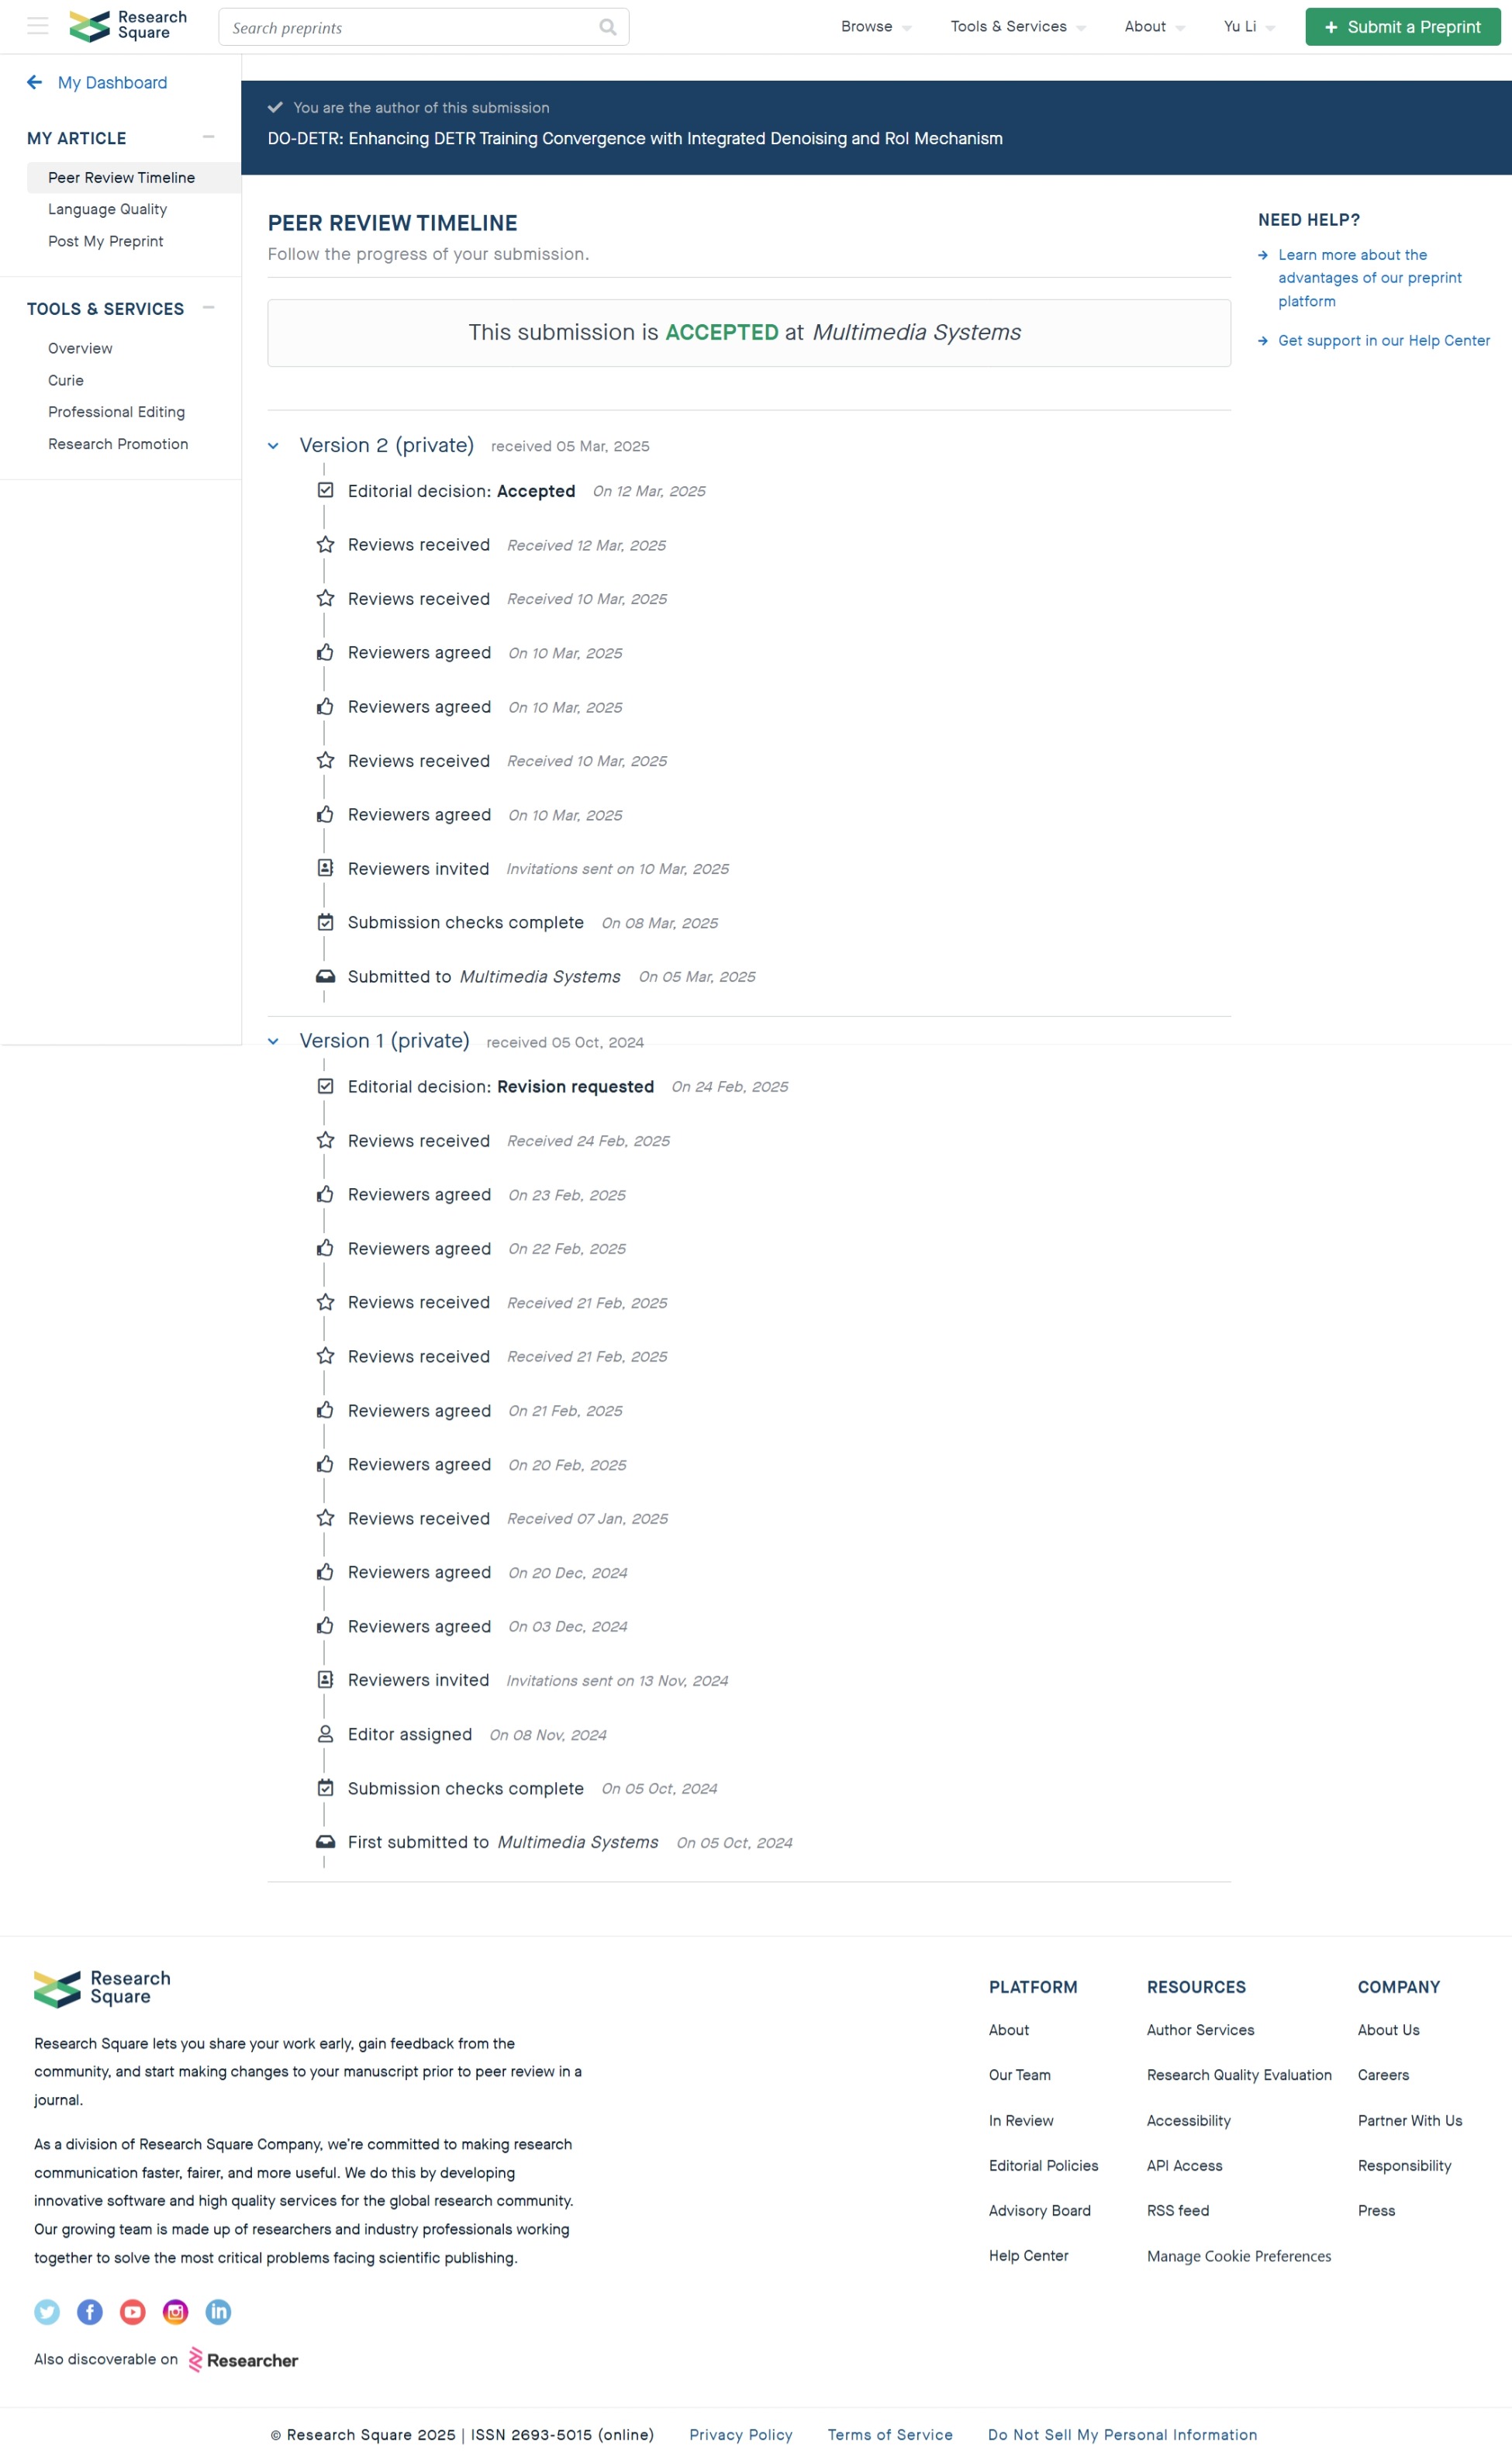 Research
Square
Search preprints
Browse
Tools & Services
About
Yu Li
+ Submit a Preprint
My Dashboard
MY ARTICLE
Peer Review Timeline
Language Quality
Post My Preprint
TOOLS & SERVICES
Overview
Curie
Professional Editing
Research Promotion
You are the author of this submission
DO-DETR: Enhancing DETR Training Convergence with Integrated Denoising and RoI Mechanism
PEER REVIEW TIMELINE
Follow the progress of your submission.
This submission is ACCEPTED at Multimedia Systems
Version 2 (private) received 05 Mar, 2025
Editorial decision: Accepted On 12 Mar, 2025
Reviews received Received 12 Mar, 2025
Reviews received Received 10 Mar, 2025
Reviewers agreed On 10 Mar, 2025
Reviewers agreed On 10 Mar, 2025
Reviews received Received 10 Mar, 2025
Reviewers agreed On 10 Mar, 2025
Reviewers invited Invitations sent on 10 Mar, 2025
Submission checks complete On 08 Mar, 2025
Submitted to Multimedia Systems On 05 Mar, 2025
Version 1 (private) received 05 Oct, 2024
Editorial decision: Revision requested On 24 Feb, 2025
Reviews received Received 24 Feb, 2025
Reviewers agreed On 23 Feb, 2025
Reviewers agreed On 22 Feb, 2025
Reviews received Received 21 Feb, 2025
Reviews received Received 21 Feb, 2025
Reviewers agreed On 21 Feb, 2025
Reviewers agreed On 20 Feb, 2025
Reviews received Received 07 Jan, 2025
Reviewers agreed On 20 Dec, 2024
Reviewers agreed On 03 Dec, 2024
Reviewers invited Invitations sent on 13 Nov, 2024
Editor assigned On 08 Nov, 2024
Submission checks complete On 05 Oct, 2024
First submitted to Multimedia Systems On 05 Oct, 2024
NEED HELP?
Learn more about the
advantages of our preprint
platform
Get support in our Help Center
Research
Square
Research Square lets you share your work early, gain feedback from the
community, and start making changes to your manuscript prior to peer review in a
journal.
As a division of Research Square Company, we're committed to making research
communication faster, fairer, and more useful. We do this by developing
innovative software and high quality services for the global research community.
Our growing team is made up of researchers and industry professionals working
together to solve the most critical problems facing scientific publishing.
Also discoverable on Researcher
PLATFORM
About
Our Team
In Review
Editorial Policies
Advisory Board
Help Center
RESOURCES
Author Services
Research Quality Evaluation
Accessibility
API Access
RSS feed
Manage Cookie Preferences
COMPANY
About Us
Careers
Partner With Us
Responsibility
Press
© Research Square 2025 | ISSN 2693-5015 (online) Privacy Policy Terms of Service Do Not Sell My Personal Information